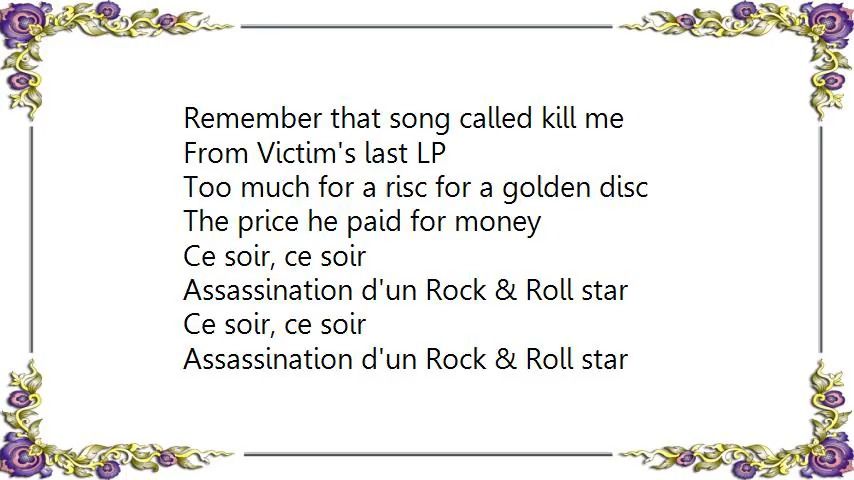 Remember that song called kill me
From Victim's last LP
Too much for a risc for a golden disc
The price he paid for money
Ce soir, ce soir
Assassination d'un Rock & Roll star
Ce soir, ce soir
Assassination d'un Rock & Roll star